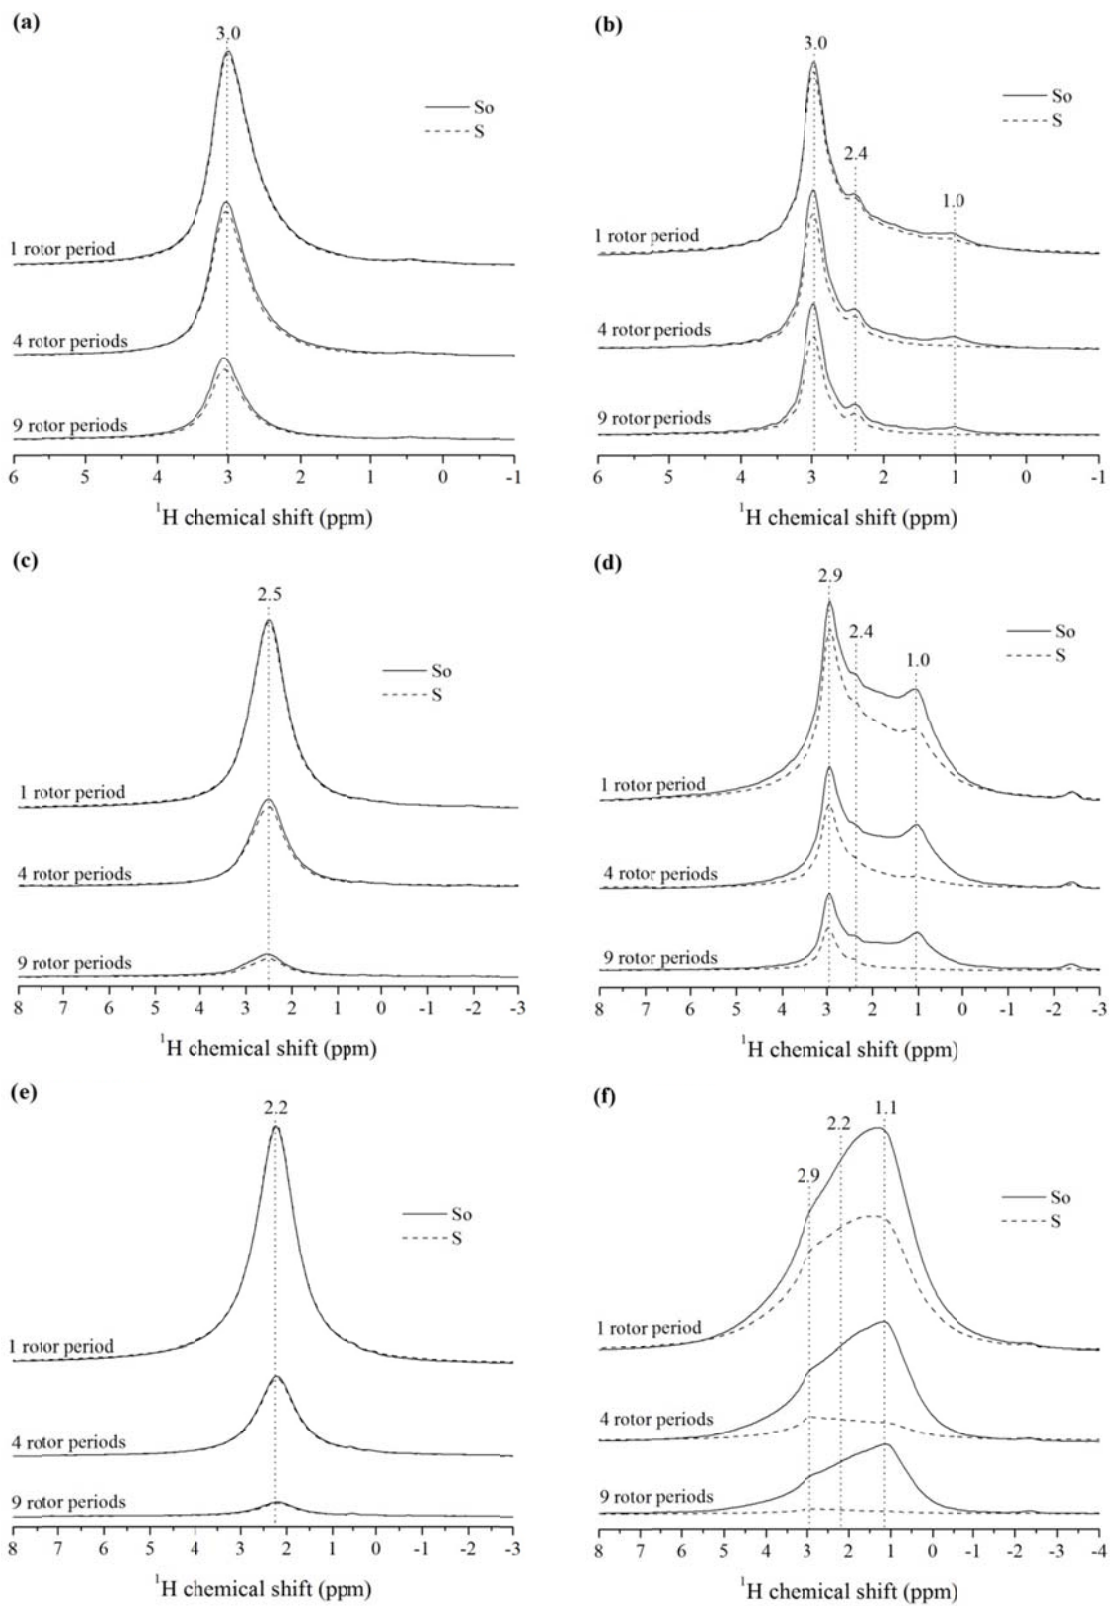 (a)
3.0
So
S
1 rotor period
4 rotor periods
9 rotor periods
6 5 4 3 2 1 0 -1
¹H chemical shift (ppm)
(b)
3.0
2.4
1.0
So
S
1 rotor period
4 rotor periods
9 rotor periods
6 5 4 3 2 1 0 -1
¹H chemical shift (ppm)
(c)
2.5
So
S
1 rotor period
4 rotor periods
9 rotor periods
8 7 6 5 4 3 2 1 0 -1 -2 -3
¹H chemical shift (ppm)
(d)
2.9
2.4
1.0
So
S
1 rotor period
4 rotor periods
9 rotor periods
8 7 6 5 4 3 2 1 0 -1 -2 -3
¹H chemical shift (ppm)
(e)
2.2
So
S
1 rotor period
4 rotor periods
9 rotor periods
8 7 6 5 4 3 2 1 0 -1 -2 -3
¹H chemical shift (ppm)
(f)
1.1
2.2
2.9
So
S
1 rotor period
4 rotor periods
9 rotor periods
8 7 6 5 4 3 2 1 0 -1 -2 -3 -4
¹H chemical shift (ppm)